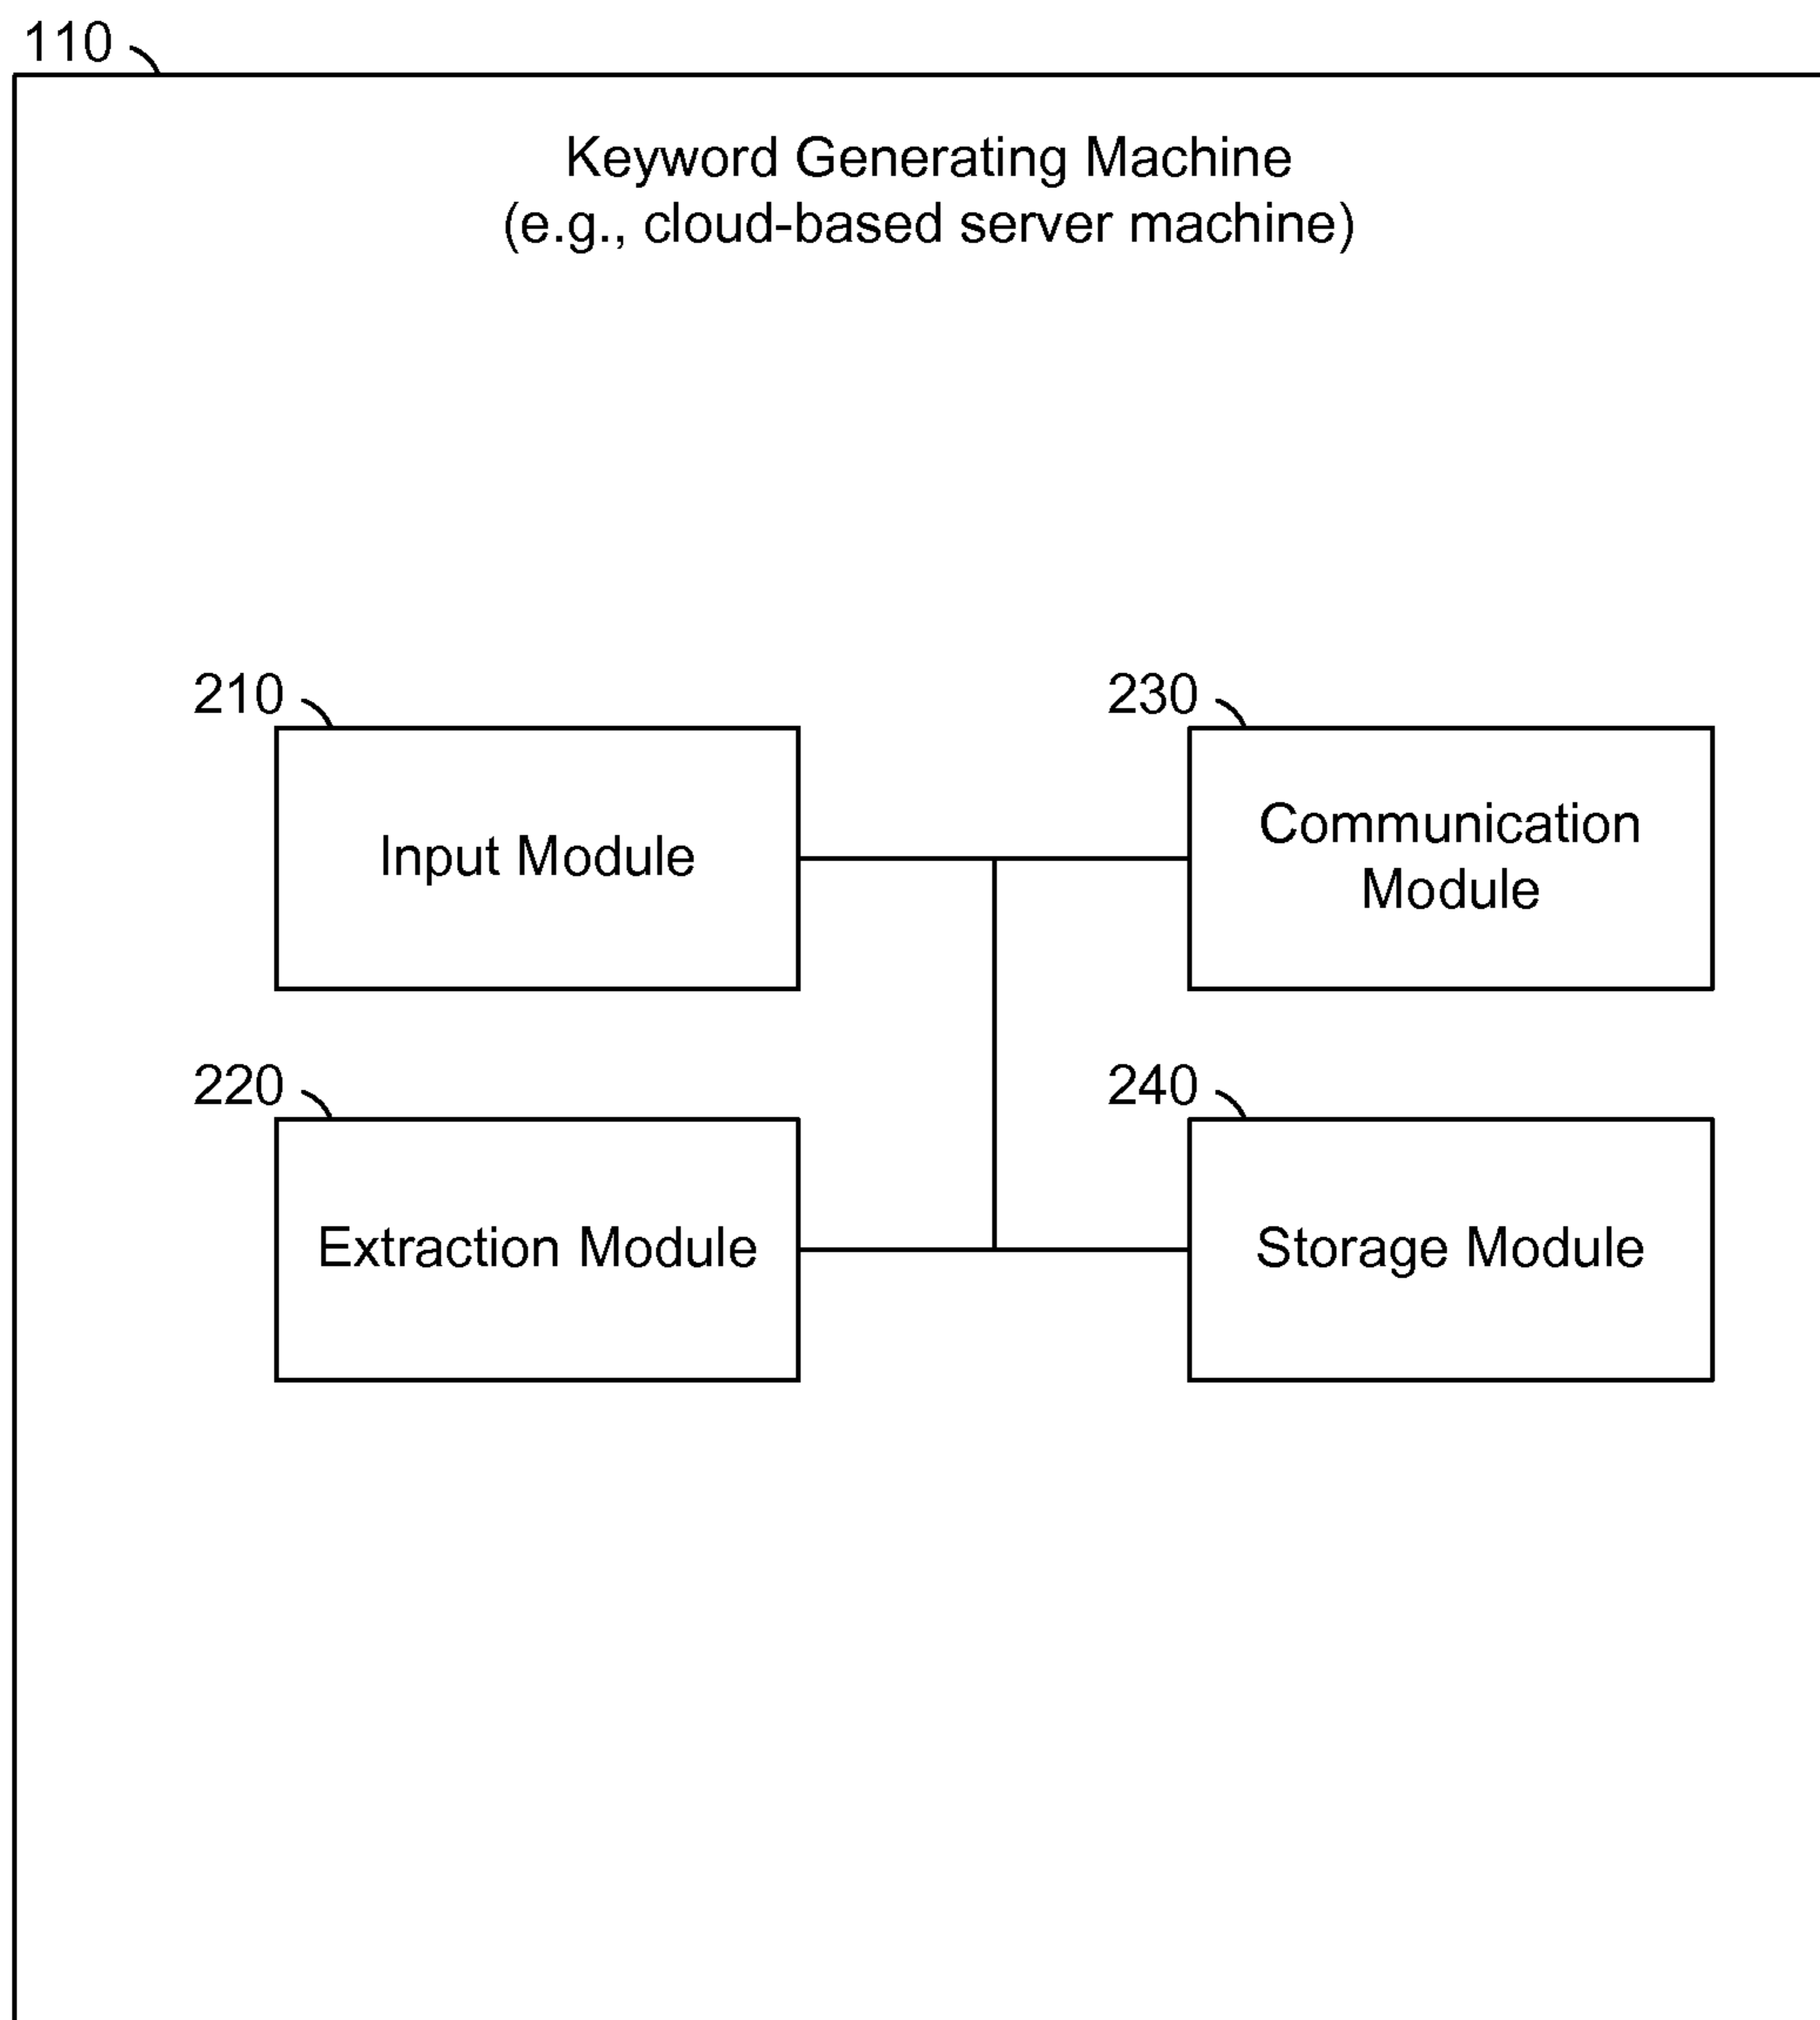 110
Keyword Generating Machine
(e.g., cloud-based server machine)
210
230
Input Module
Communication
Module
220
240
Extraction Module
Storage Module